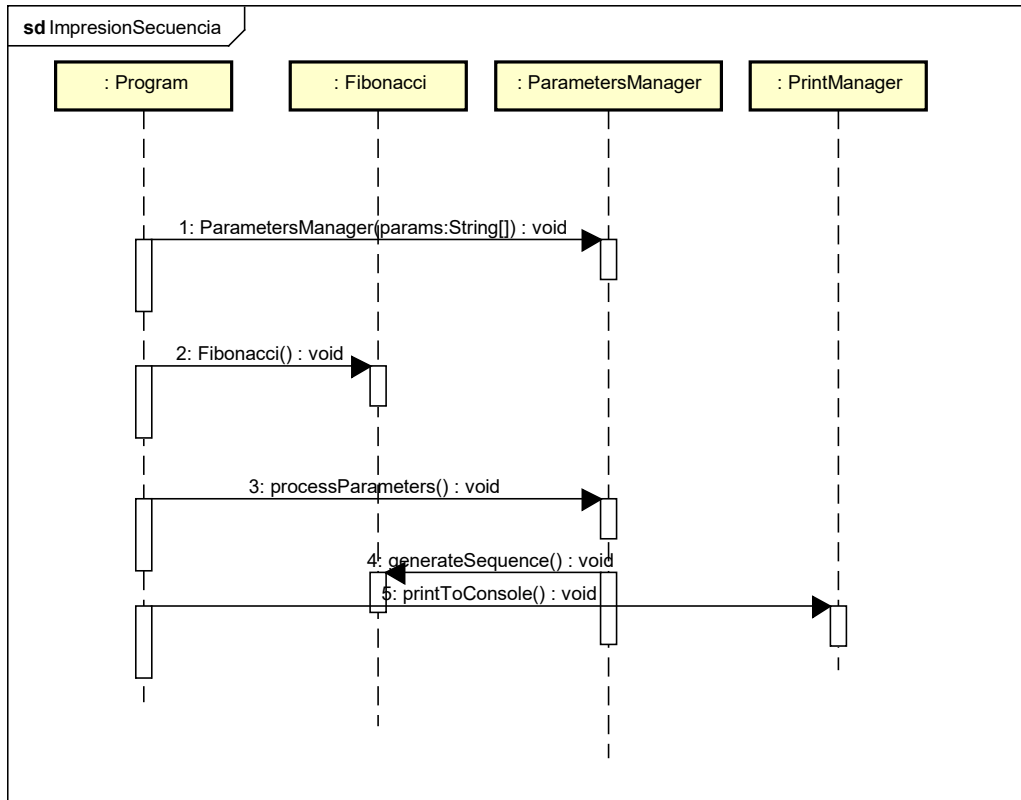 sd ImpresionSecuencia
: Program
: Fibonacci
: ParametersManager
: PrintManager
1: ParametersManager(params:String[]) : void
2: Fibonacci() : void
3: processParameters() : void
4: generateSequence() : void
5: printToConsole() : void